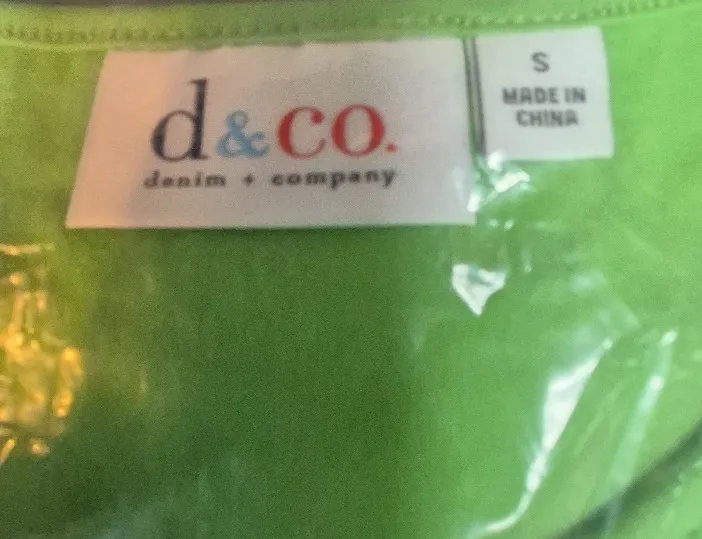 d&co.
denim + company
S
MADE IN
CHINA